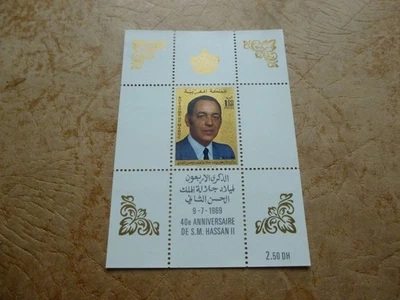 المملكة المغربية
1.00
الذكرى الاربعون
لميلاد جلالة الملك
الحسن الثاني
9-7-1969
40e ANNIVERSAIRE
DE S.M. HASSAN II
2.50 DH